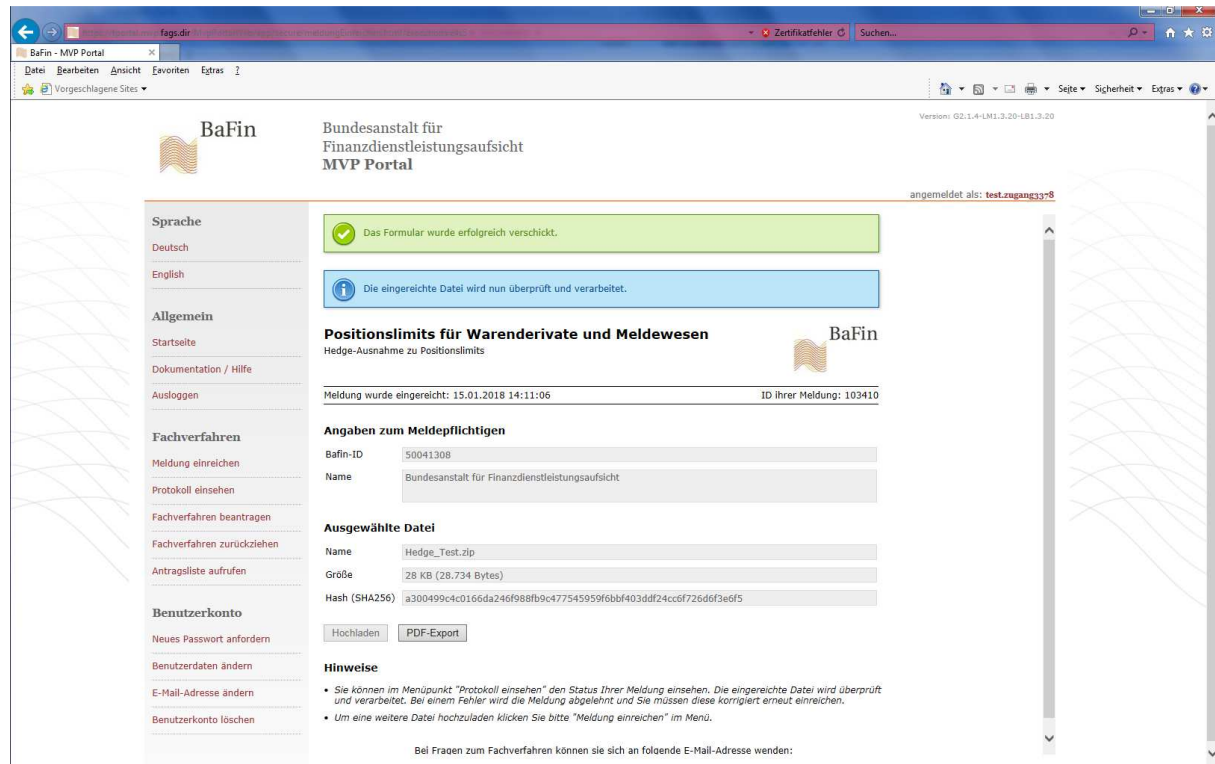 fags.dir
Zertifikatfehler
Suchen...
BaFin - MVP Portal
Datei Bearbeiten Ansicht Favoriten Extras ?
Vorgeschlagene Sites
Seite Sicherheit Extras
BaFin
Bundesanstalt für
Finanzdienstleistungsaufsicht
MVP Portal
Version: G2.1.4-LM1.3.20-LB1.3.20
angemeldet als: test.zugang3378
Sprache
Deutsch
English
Allgemein
Startseite
Dokumentation / Hilfe
Ausloggen
Fachverfahren
Meldung einreichen
Protokoll einsehen
Fachverfahren beantragen
Fachverfahren zurückziehen
Antragsliste aufrufen
Benutzerkonto
Neues Passwort anfordern
Benutzerdaten ändern
E-Mail-Adresse ändern
Benutzerkonto löschen
Das Formular wurde erfolgreich verschickt.
Die eingereichte Datei wird nun überprüft und verarbeitet.
Positionslimits für Warenderivate und Meldewesen
Hedge-Ausnahme zu Positionslimits
BaFin
Meldung wurde eingereicht: 15.01.2018 14:11:06 ID ihrer Meldung: 103410
Angaben zum Meldepflichtigen
Bafin-ID 50041308
Name Bundesanstalt für Finanzdienstleistungsaufsicht
Ausgewählte Datei
Name Hedge_Test.zip
Größe 28 KB (28.734 Bytes)
Hash (SHA256) a300499c4c0166da246f988fb9c477545959f6bbf403ddf24cc6f726d6f3e6f5
Hochladen PDF-Export
Hinweise
• Sie können im Menüpunkt "Protokoll einsehen" den Status Ihrer Meldung einsehen. Die eingereichte Datei wird überprüft
und verarbeitet. Bei einem Fehler wird die Meldung abgelehnt und Sie müssen diese korrigiert erneut einreichen.
• Um eine weitere Datei hochzuladen klicken Sie bitte "Meldung einreichen" im Menü.
Bei Fragen zum Fachverfahren können sie sich an folgende E-Mail-Adresse wenden: